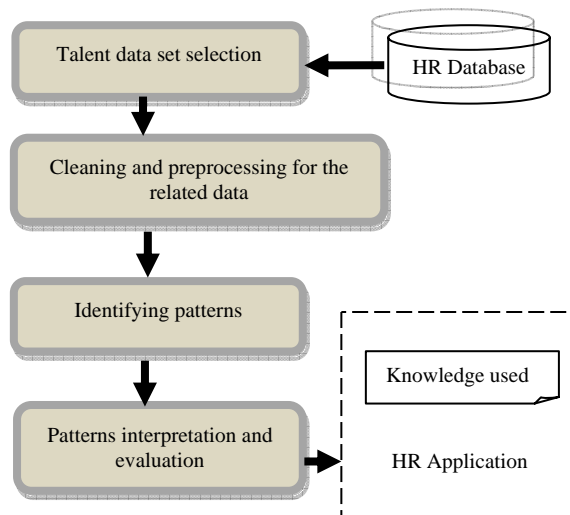 Talent data set selection
HR Database
Cleaning and preprocessing for the
related data
Identifying patterns
Knowledge used
Patterns interpretation and
evaluation
HR Application